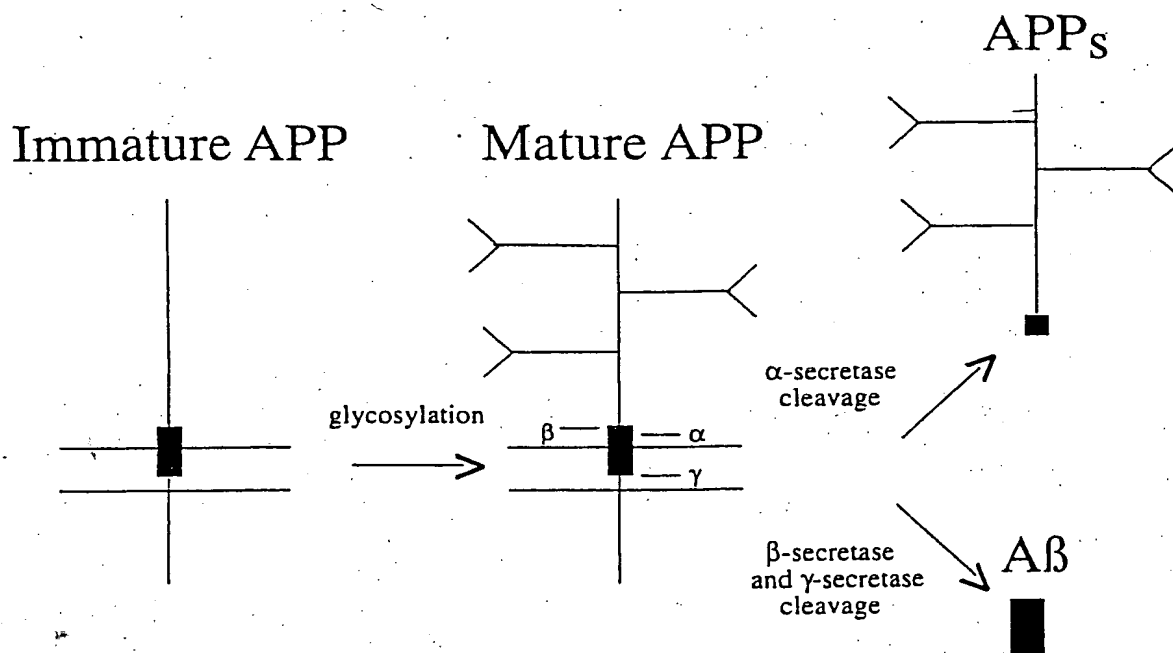 APPs
Immature APP
Mature APP
α-secretase
cleavage
glycosylation
β
α
γ
β-secretase
and γ-secretase
cleavage
Aß